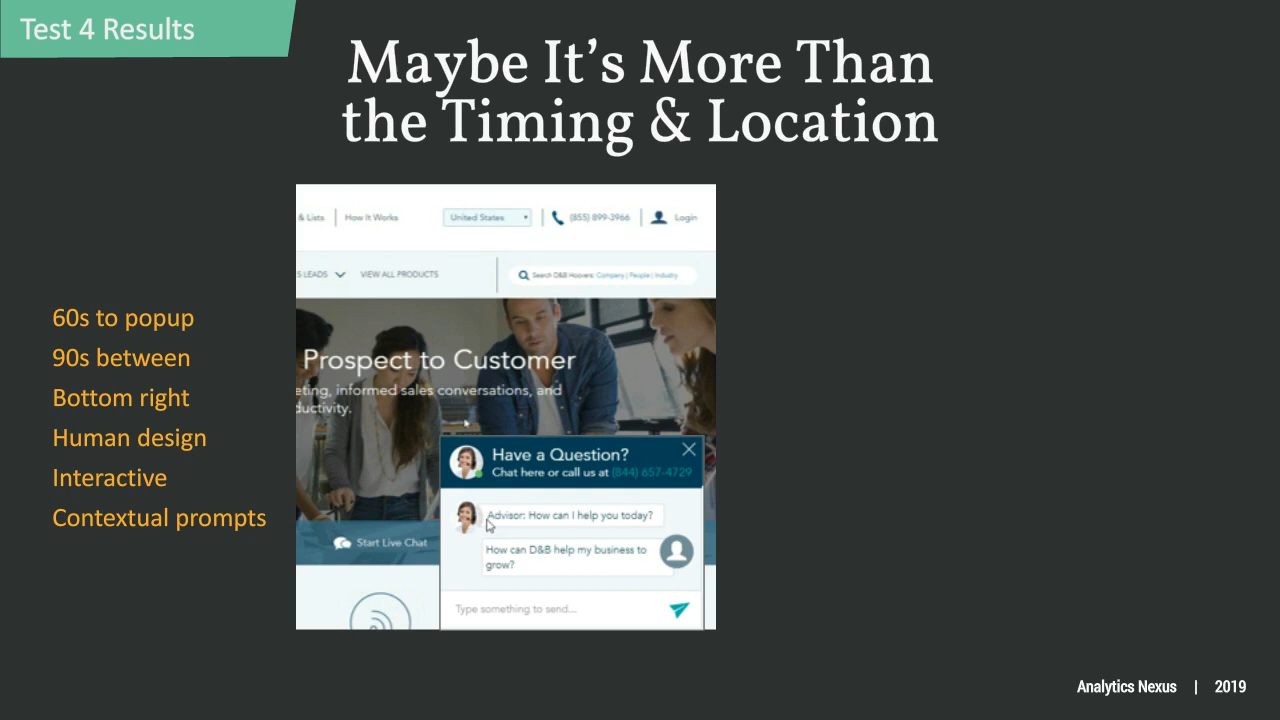 Test 4 Results
Maybe It's More Than
the Timing & Location
60s to popup
90s between
Bottom right
Human design
Interactive
Contextual prompts
& Lists
How It Works
United States
(855) 899-3966
Login
S LEADS
VIEW ALL PRODUCTS
Search D&B Hoovers: Company | People | Industry
Prospect to Customer
eting, informed sales conversations, and
ductivity.
Have a Question?
Chat here or call us at (844) 657-4729
Advisor: How can I help you today?
How can D&B help my business to
grow?
Start Live Chat
Type something to send...
Analytics Nexus | 2019